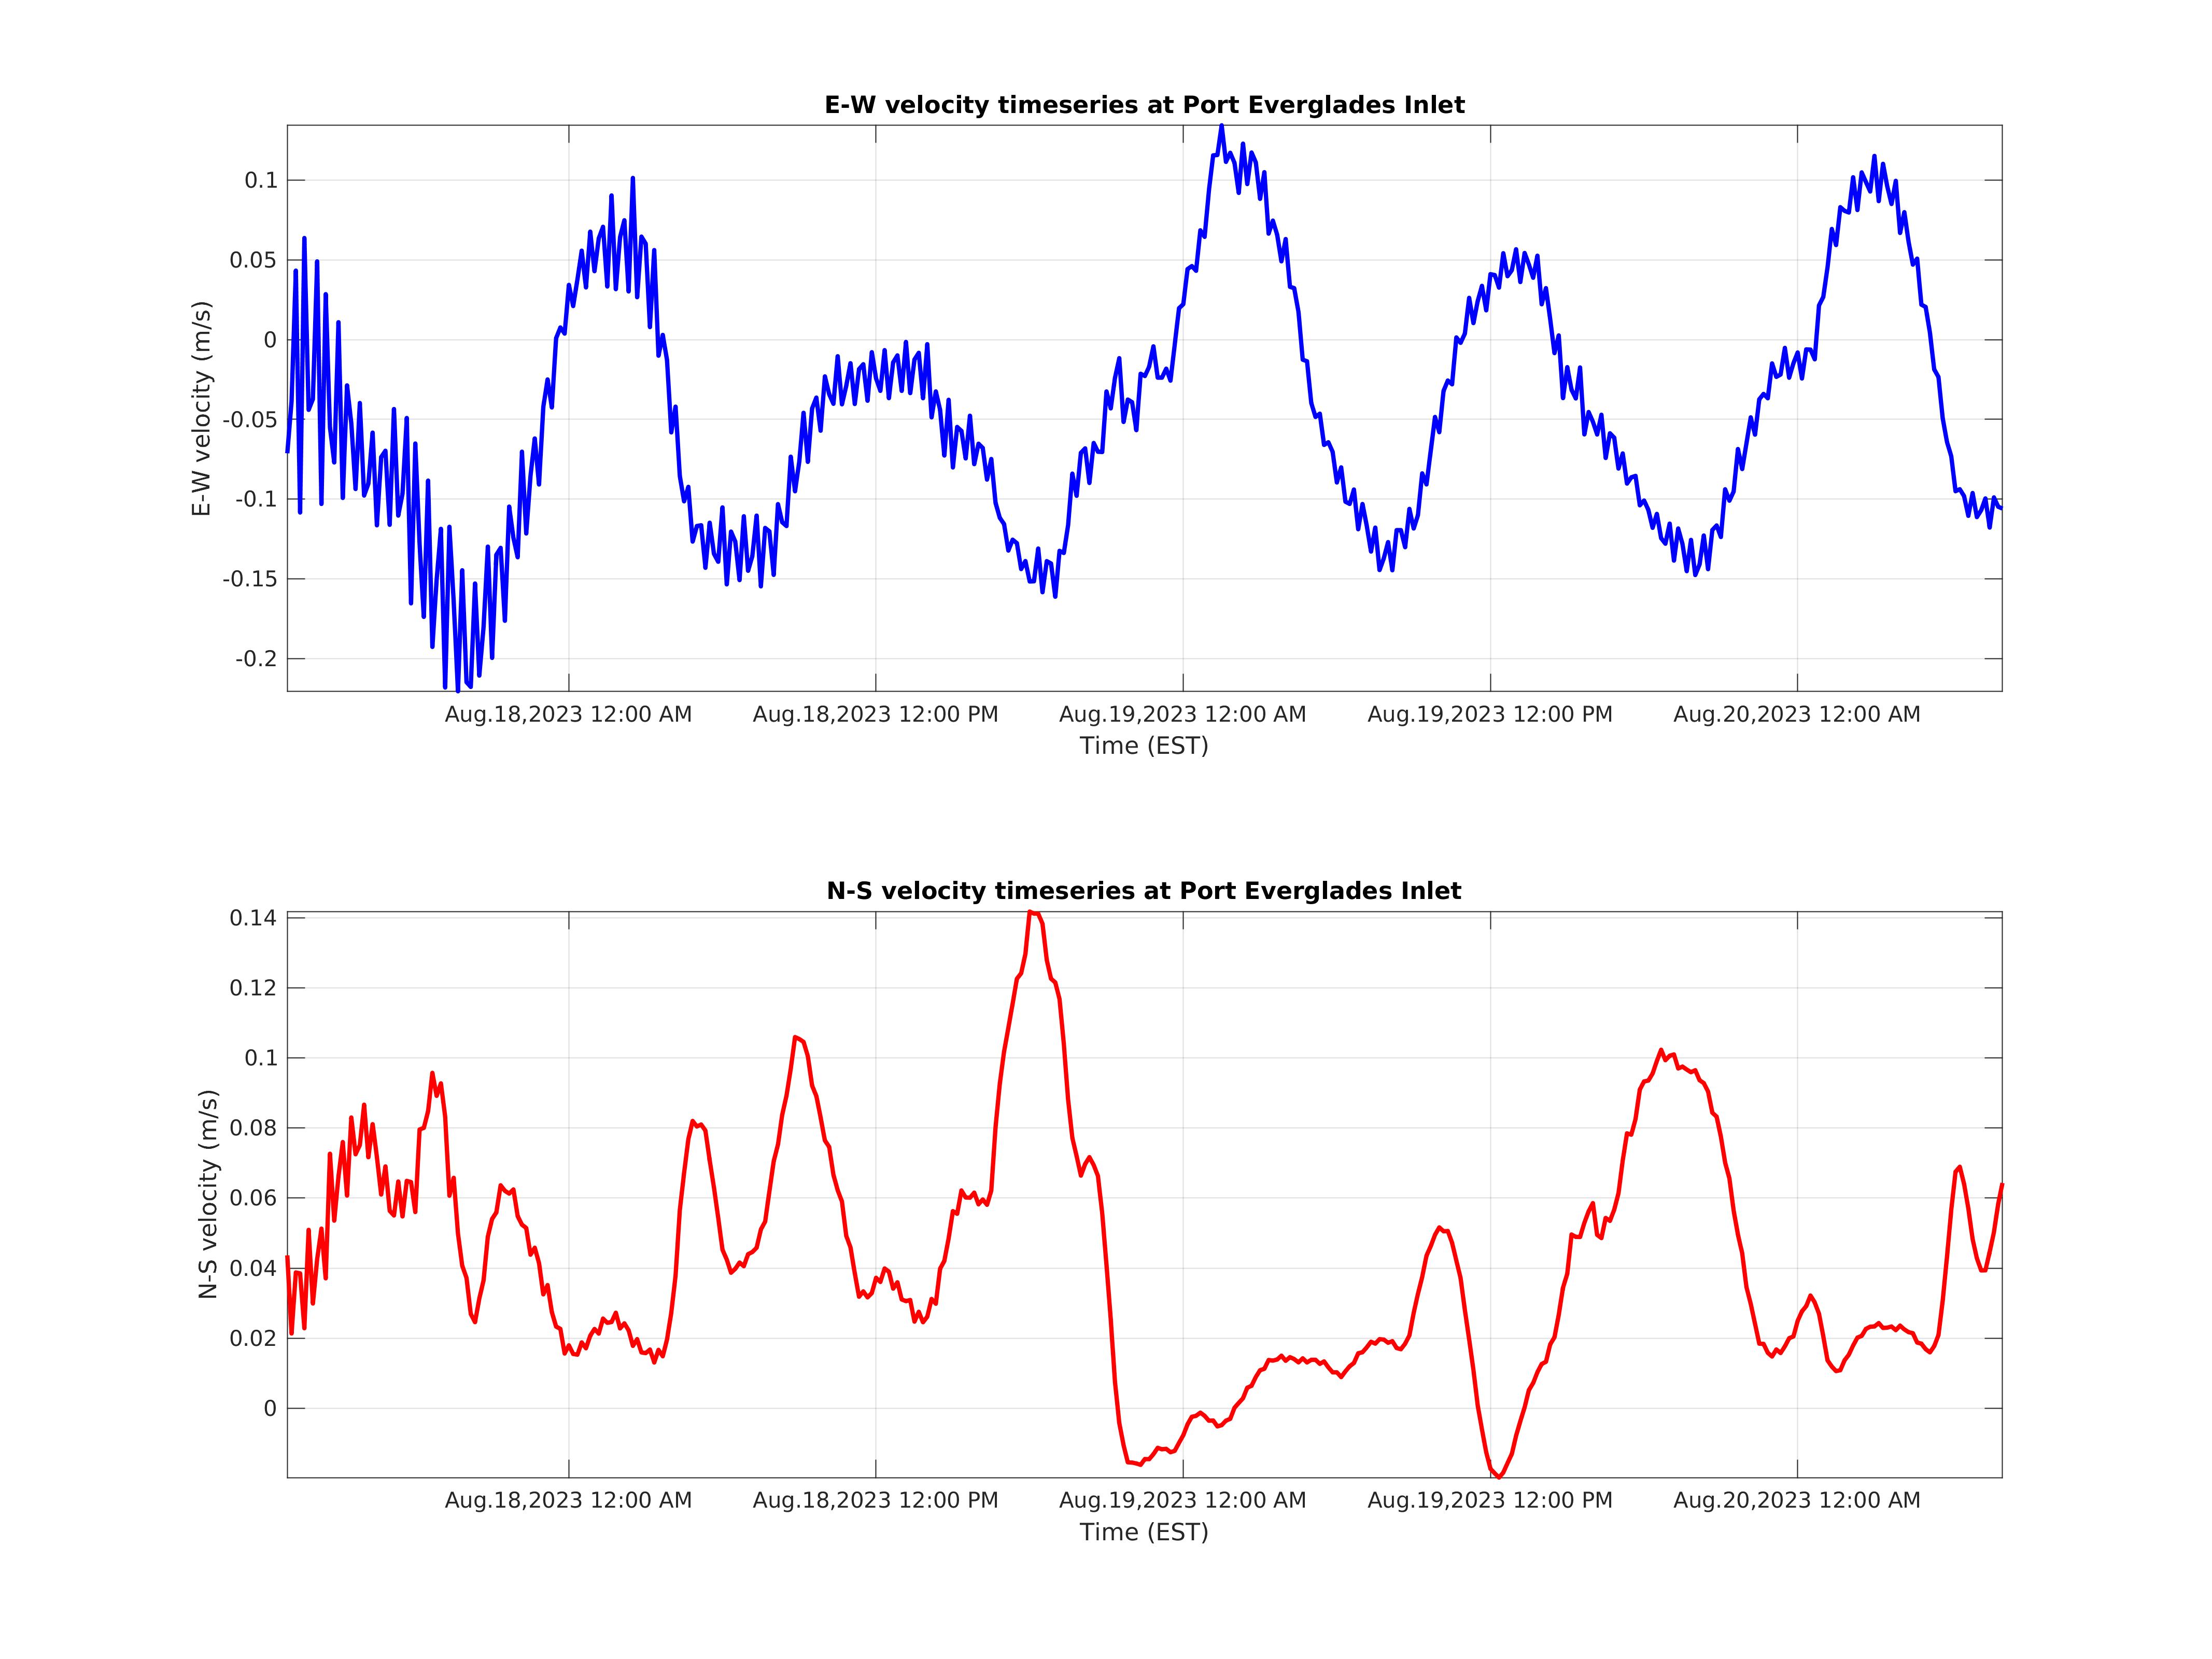 E-W velocity timeseries at Port Everglades Inlet
E-W velocity (m/s)
0.1
0.05
0
-0.05
-0.1
-0.15
-0.2
Aug.18,2023 12:00 AM
Aug.18,2023 12:00 PM
Aug.19,2023 12:00 AM
Aug.19,2023 12:00 PM
Aug.20,2023 12:00 AM
Time (EST)
N-S velocity timeseries at Port Everglades Inlet
N-S velocity (m/s)
0.14
0.12
0.1
0.08
0.06
0.04
0.02
0
Aug.18,2023 12:00 AM
Aug.18,2023 12:00 PM
Aug.19,2023 12:00 AM
Aug.19,2023 12:00 PM
Aug.20,2023 12:00 AM
Time (EST)